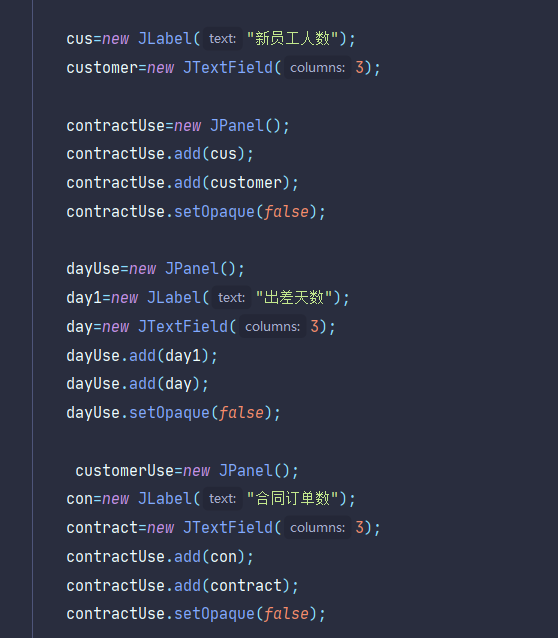 cus=new JLabel( text: "新员工人数");
customer=new JTextField( columns: 3);
contractUse=new JPanel();
contractUse.add(cus);
contractUse.add(customer);
contractUse.setOpaque(false);
dayUse=new JPanel();
day1=new JLabel( text: "出差天数");
day=new JTextField( columns: 3);
dayUse.add(day1);
dayUse.add(day);
dayUse.setOpaque(false);
customerUse=new JPanel();
con=new JLabel( text: "合同订单数");
contract=new JTextField( columns: 3);
contractUse.add(con);
contractUse.add(contract);
contractUse.setOpaque(false);